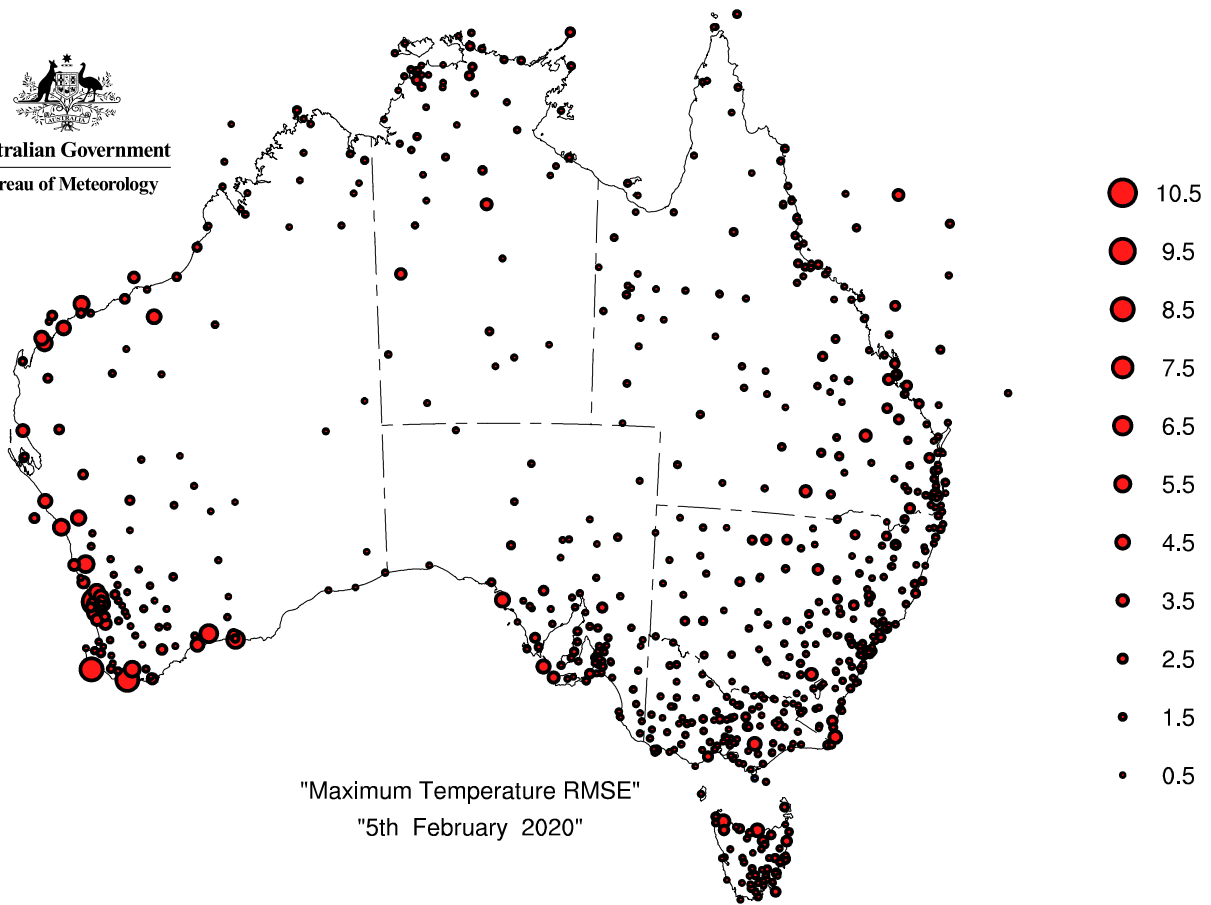 AUSTRALIA
tralian Government
reau of Meteorology
10.5
9.5
8.5
7.5
6.5
5.5
4.5
3.5
2.5
1.5
0.5
"Maximum Temperature RMSE"
"5th February 2020"